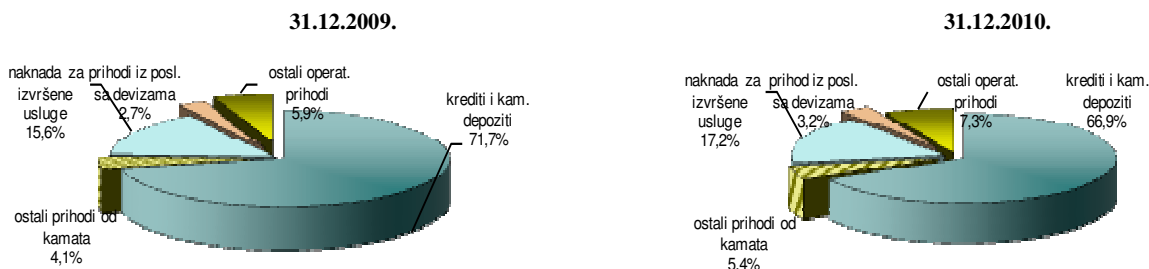 31.12.2009.
naknada za
izvršene
usluge
15,6%
prihodi iz posl.
sa devizama
2,7%
ostali operat.
prihodi
5,9%
krediti i kam.
depoziti
71,7%
ostali prihodi od
kamata
4,1%
31.12.2010.
naknada za
izvršene
usluge
17,2%
prihod iz posl.
sa devizama
3,2%
ostali operat.
prihodi
7,3%
krediti i kam.
depoziti
66,9%
ostali prihodi od
kamata
5,4%